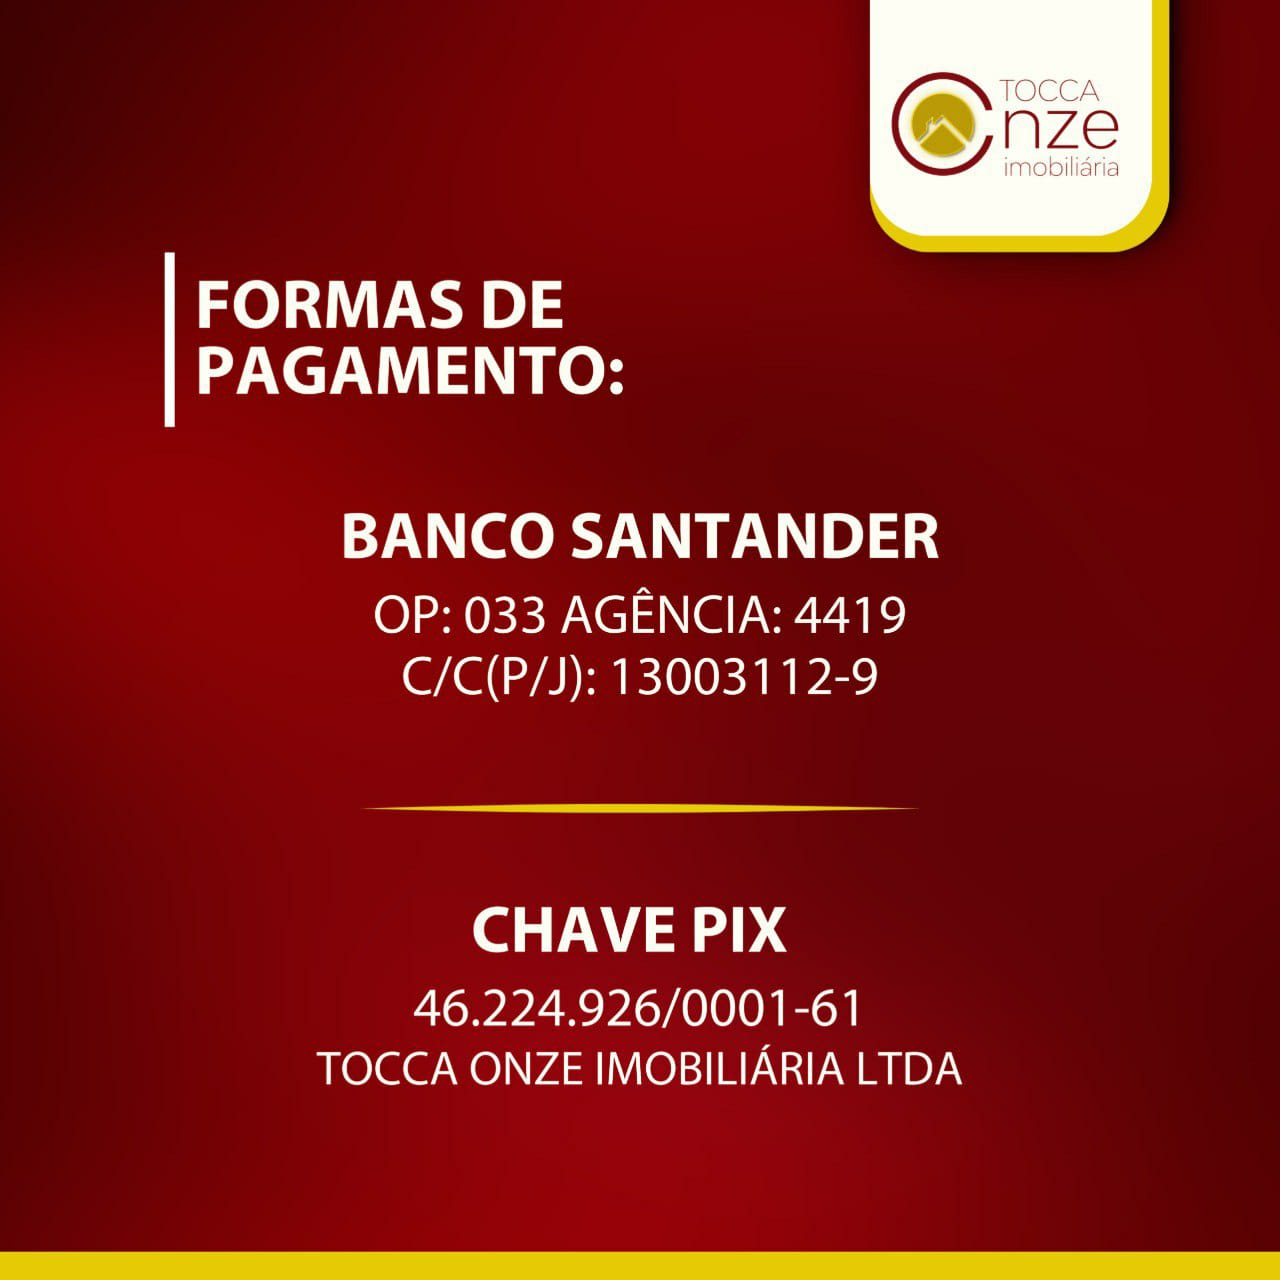 TOCCA
Onze
imobiliária
FORMAS DE
PAGAMENTO:
BANCO SANTANDER
OP: 033 AGÊNCIA: 4419
C/C(P/J): 13003112-9
CHAVE PIX
46.224.926/0001-61
TOCCA ONZE IMOBILIÁRIA LTDA